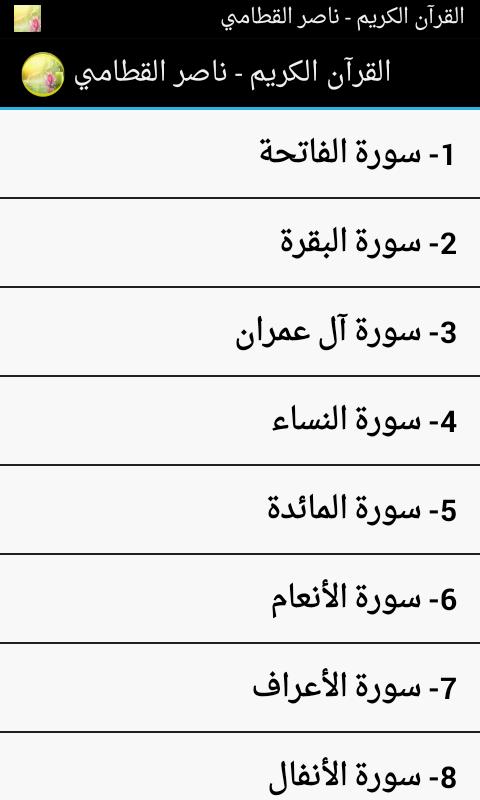 القرآن الكريم - ناصر القطامي
القرآن الكريم - ناصر القطامي
1- سورة الفاتحة
2- سورة البقرة
3- سورة آل عمران
4- سورة النساء
5- سورة المائدة
6- سورة الأنعام
7- سورة الأعراف
8- سورة الأنفال